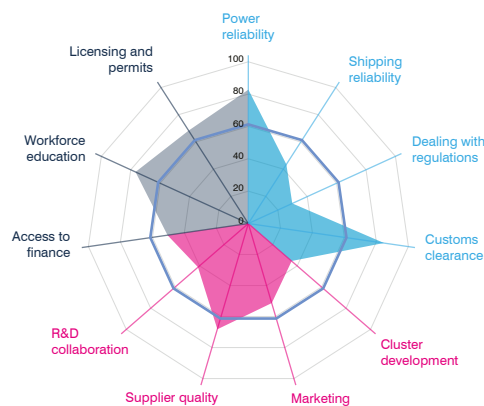 Power
reliability
Licensing and
permits
Shipping
reliability
100
80
60
40
20
0
Workforce
education
Dealing with
regulations
Access to
finance
Customs
clearance
R&D
collaboration
Cluster
development
Supplier quality
Marketing